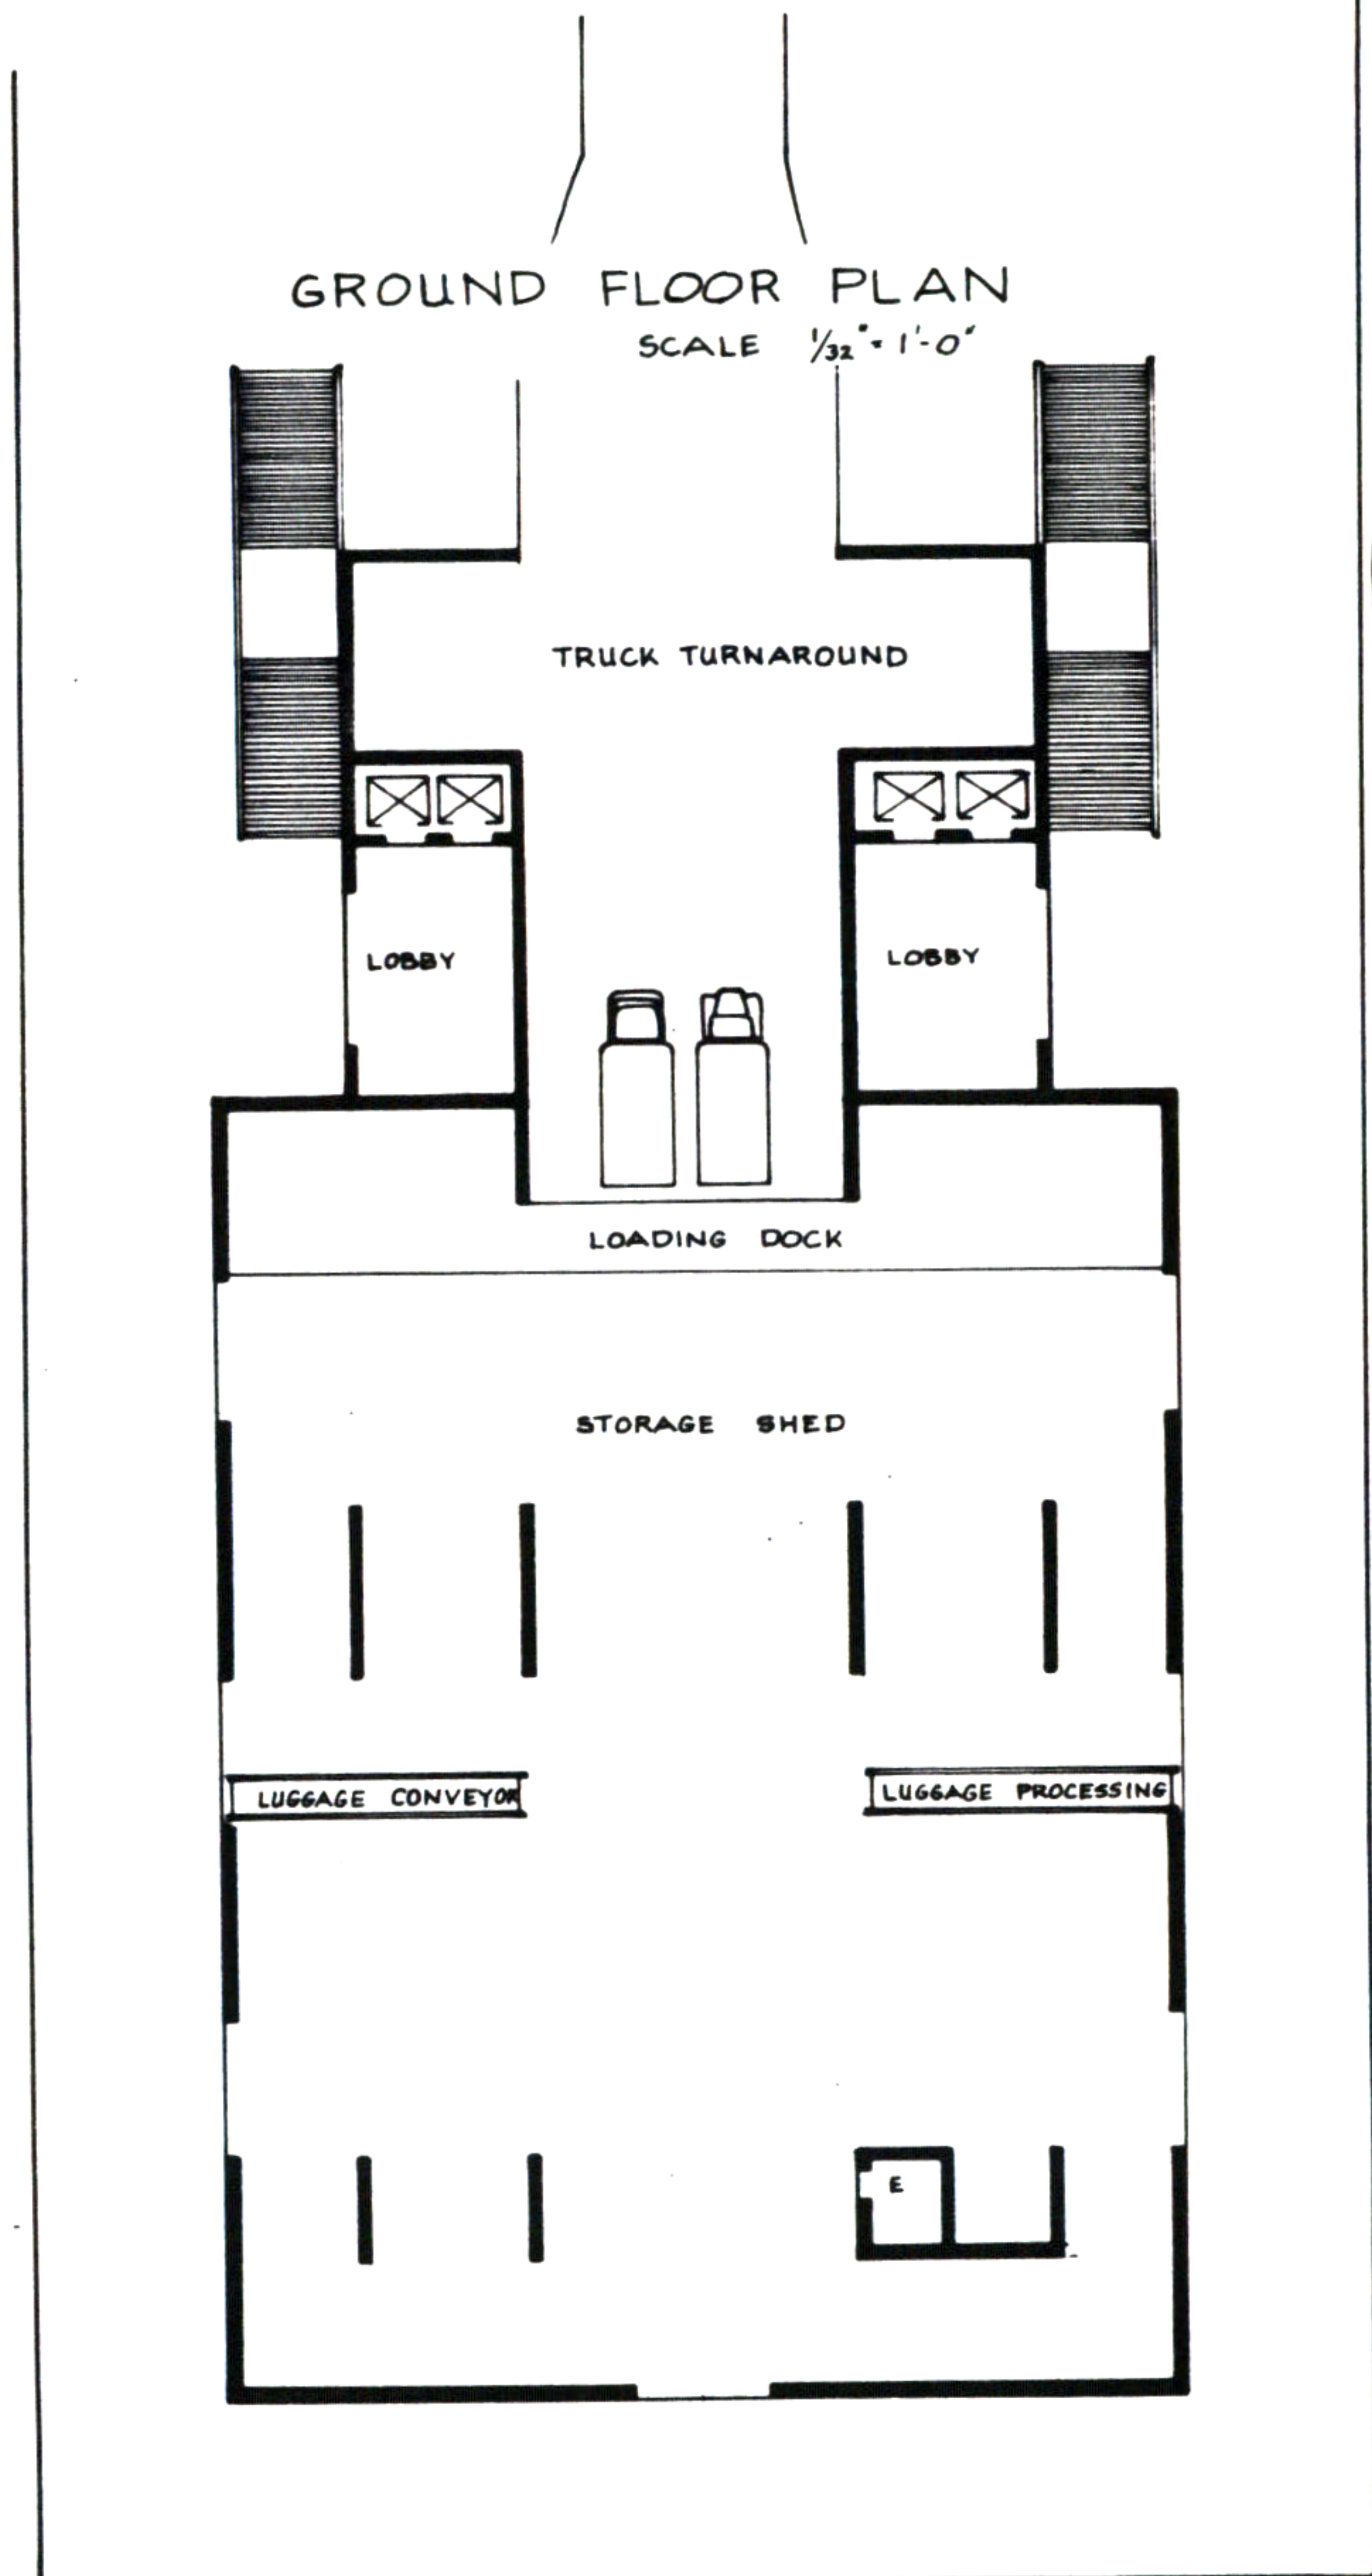 GROUND FLOOR PLAN
SCALE 1/32" = 1'-0"
TRUCK TURNAROUND
LOBBY LOBBY
LOADING DOCK
STORAGE SHED
LUGGAGE CONVEYOR LUGGAGE PROCESSING
E